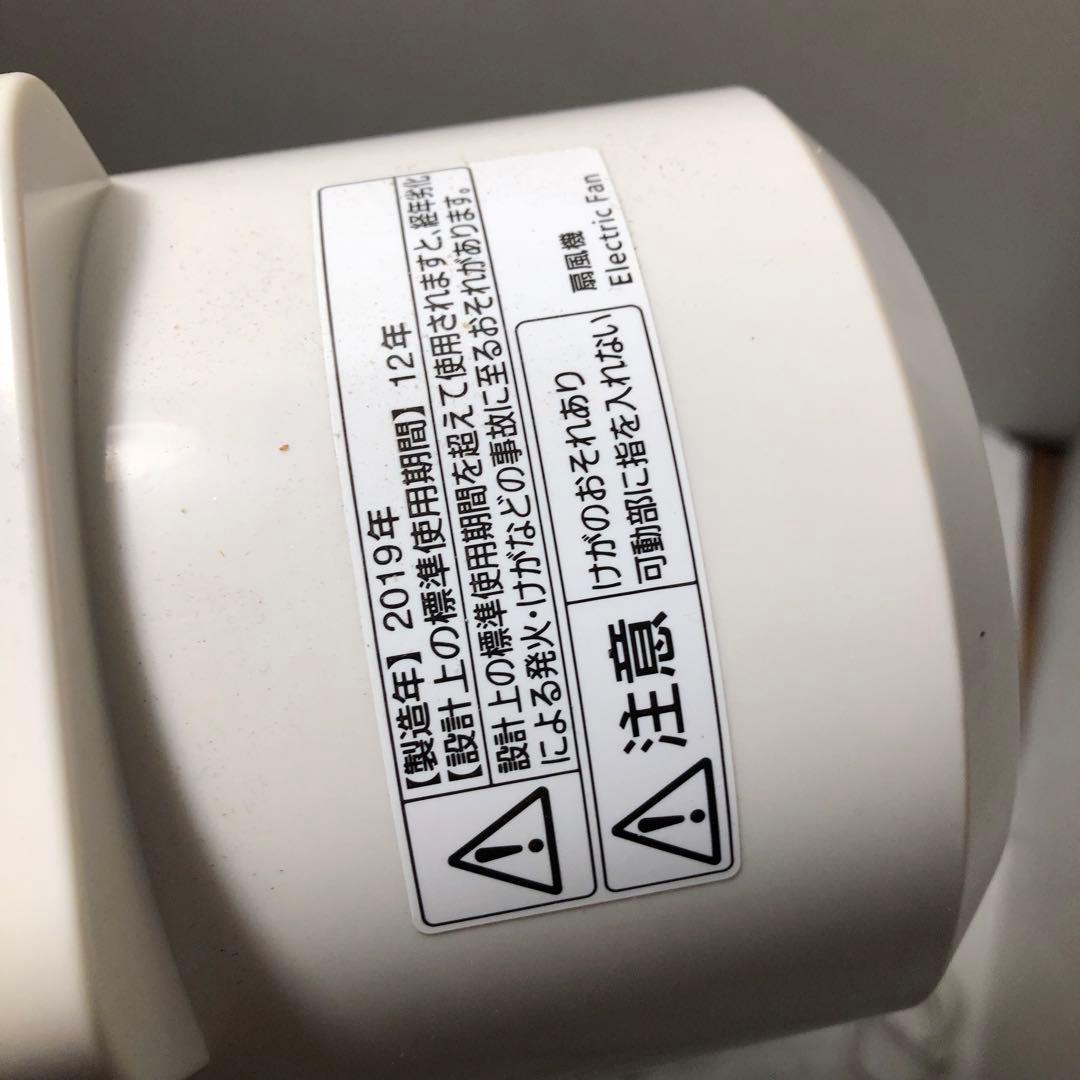 【製造年】2019年
【設計上の標準使用期間】12年
設計上の標準使用期間を超えて使用されますと、経年劣化
による発火・けがなどの事故に至るおそれがあります。
注意
けがのおそれあり
可動部に指を入れない
扇風機
Electric Fan